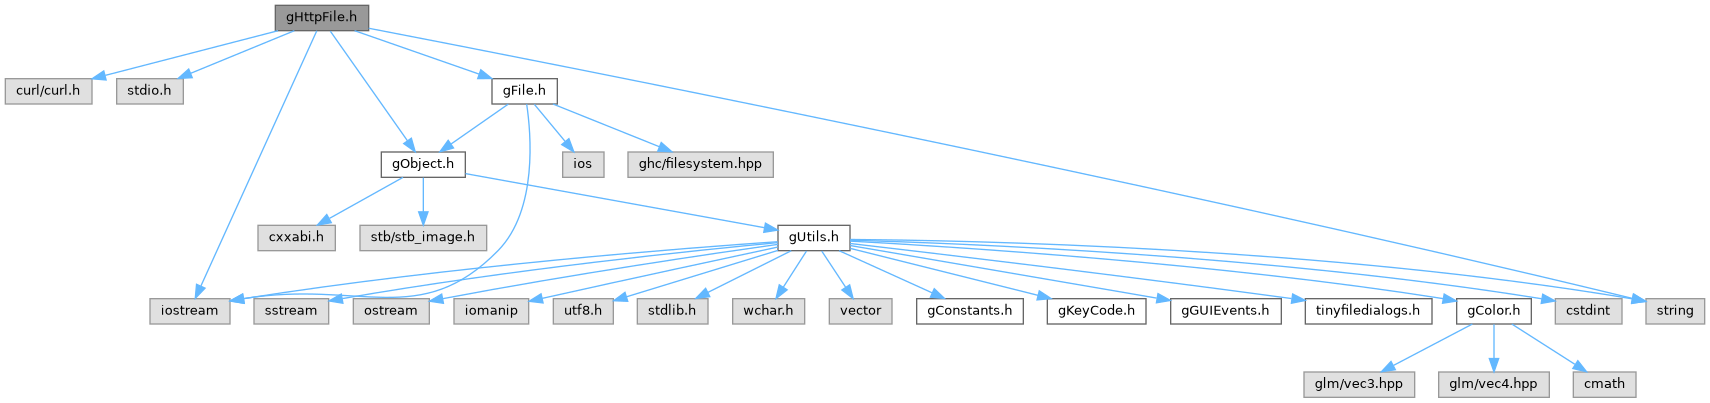 gHttpFile.h
curl/curl.h
stdio.h
gFile.h
gObject.h
ios
ghc/filesystem.hpp
cxxabi.h
stb/stb_image.h
gUtils.h
iostream
sstream
ostream
iomanip
utf8.h
stdlib.h
wchar.h
vector
gConstants.h
gKeyCode.h
gGUIEvents.h
tinyfiledialogs.h
gColor.h
cstdint
string
glm/vec3.hpp
glm/vec4.hpp
cmath